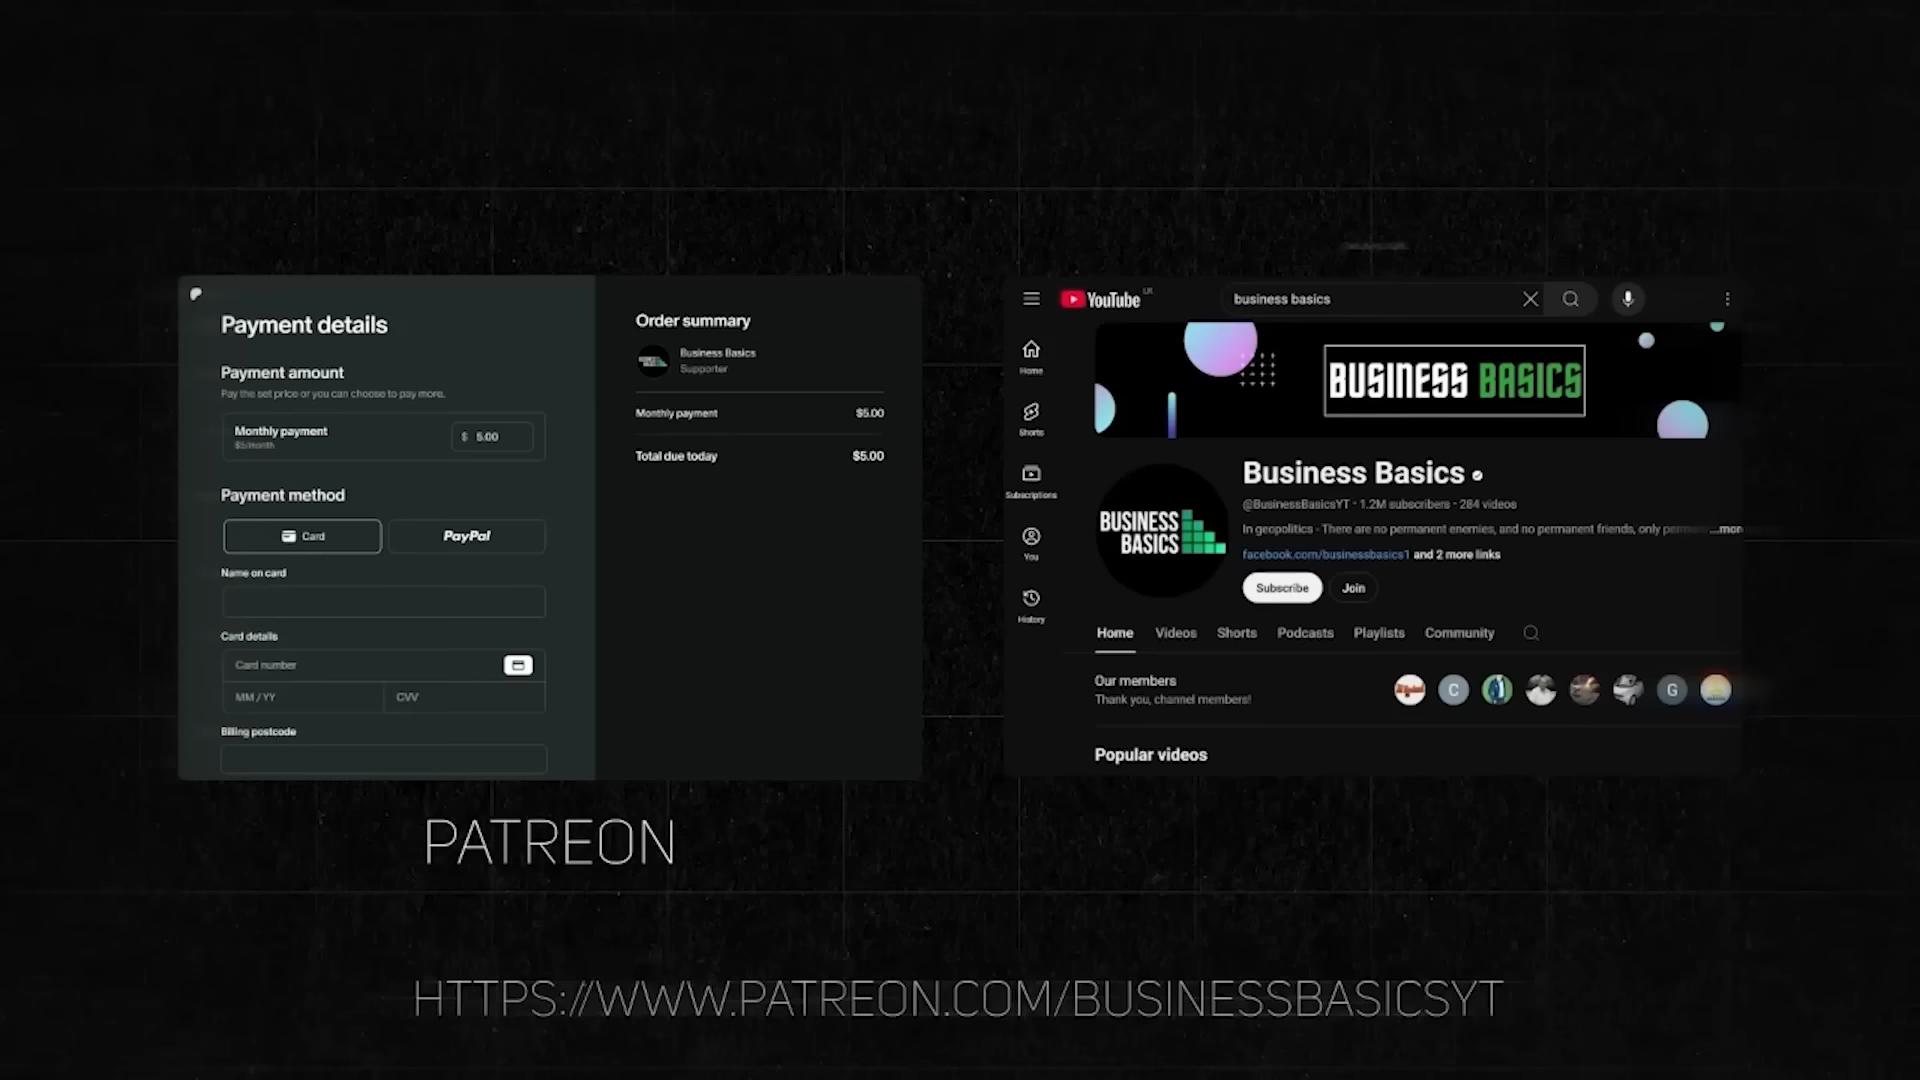 Payment details
Payment amount
Pay the set price or you can choose to pay more.
Monthly payment
$5/month
$ 5.00
Payment method
Card
PayPal
Name on card
Card details
Card number
MM / YY
CVV
Billing postcode
Order summary
Business Basics
Supporter
Monthly payment $5.00
Total due today $5.00
PATREON
YouTube
business basics
Home
Shorts
Subscriptions
You
History
BUSINESS BASICS
BUSINESS
BASICS
Business Basics
@BusinessBasicsYT · 1.2M subscribers · 284 videos
In geopolitics - There are no permanent enemies, and no permanent friends, only ...more
facebook.com/businessbasics1 and 2 more links
Subscribe
Join
Home Videos Shorts Podcasts Playlists Community
Our members
Thank you, channel members!
C
G
Popular videos
HTTPS://WWW.PATREON.COM/BUSINESSBASICSYT